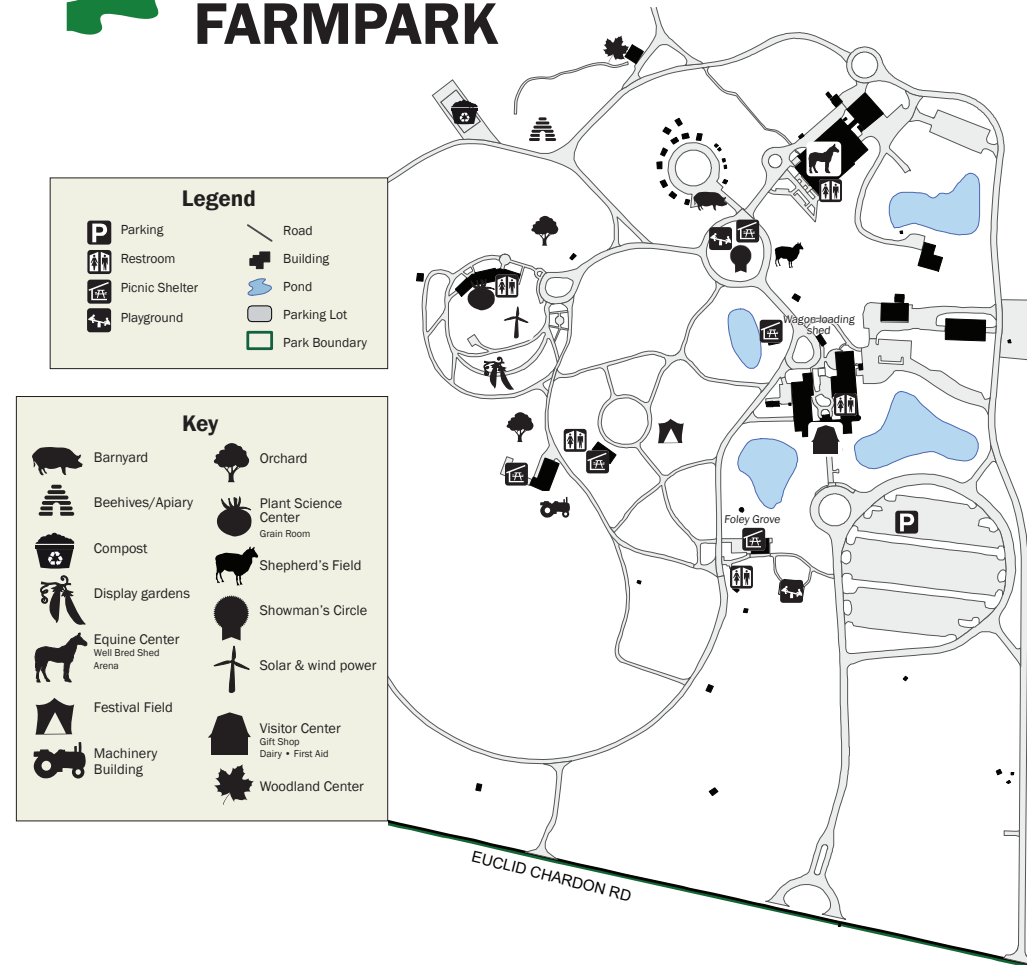 FARMPARK
Legend
P Parking
Restroom
Picnic Shelter
Playground
Road
Building
Pond
Parking Lot
Park Boundary
Key
Barnyard
Beehives/Apiary
Compost
Display gardens
Equine Center
Well Bred Shed
Arena
Festival Field
Machinery
Building
Orchard
Plant Science
Center
Grain Room
Shepherd's Field
Showman's Circle
Solar & wind power
Visitor Center
Gift Shop
Dairy • First Aid
Woodland Center
Wagon loading
shed
Foley Grove
P
EUCLID CHARDON RD